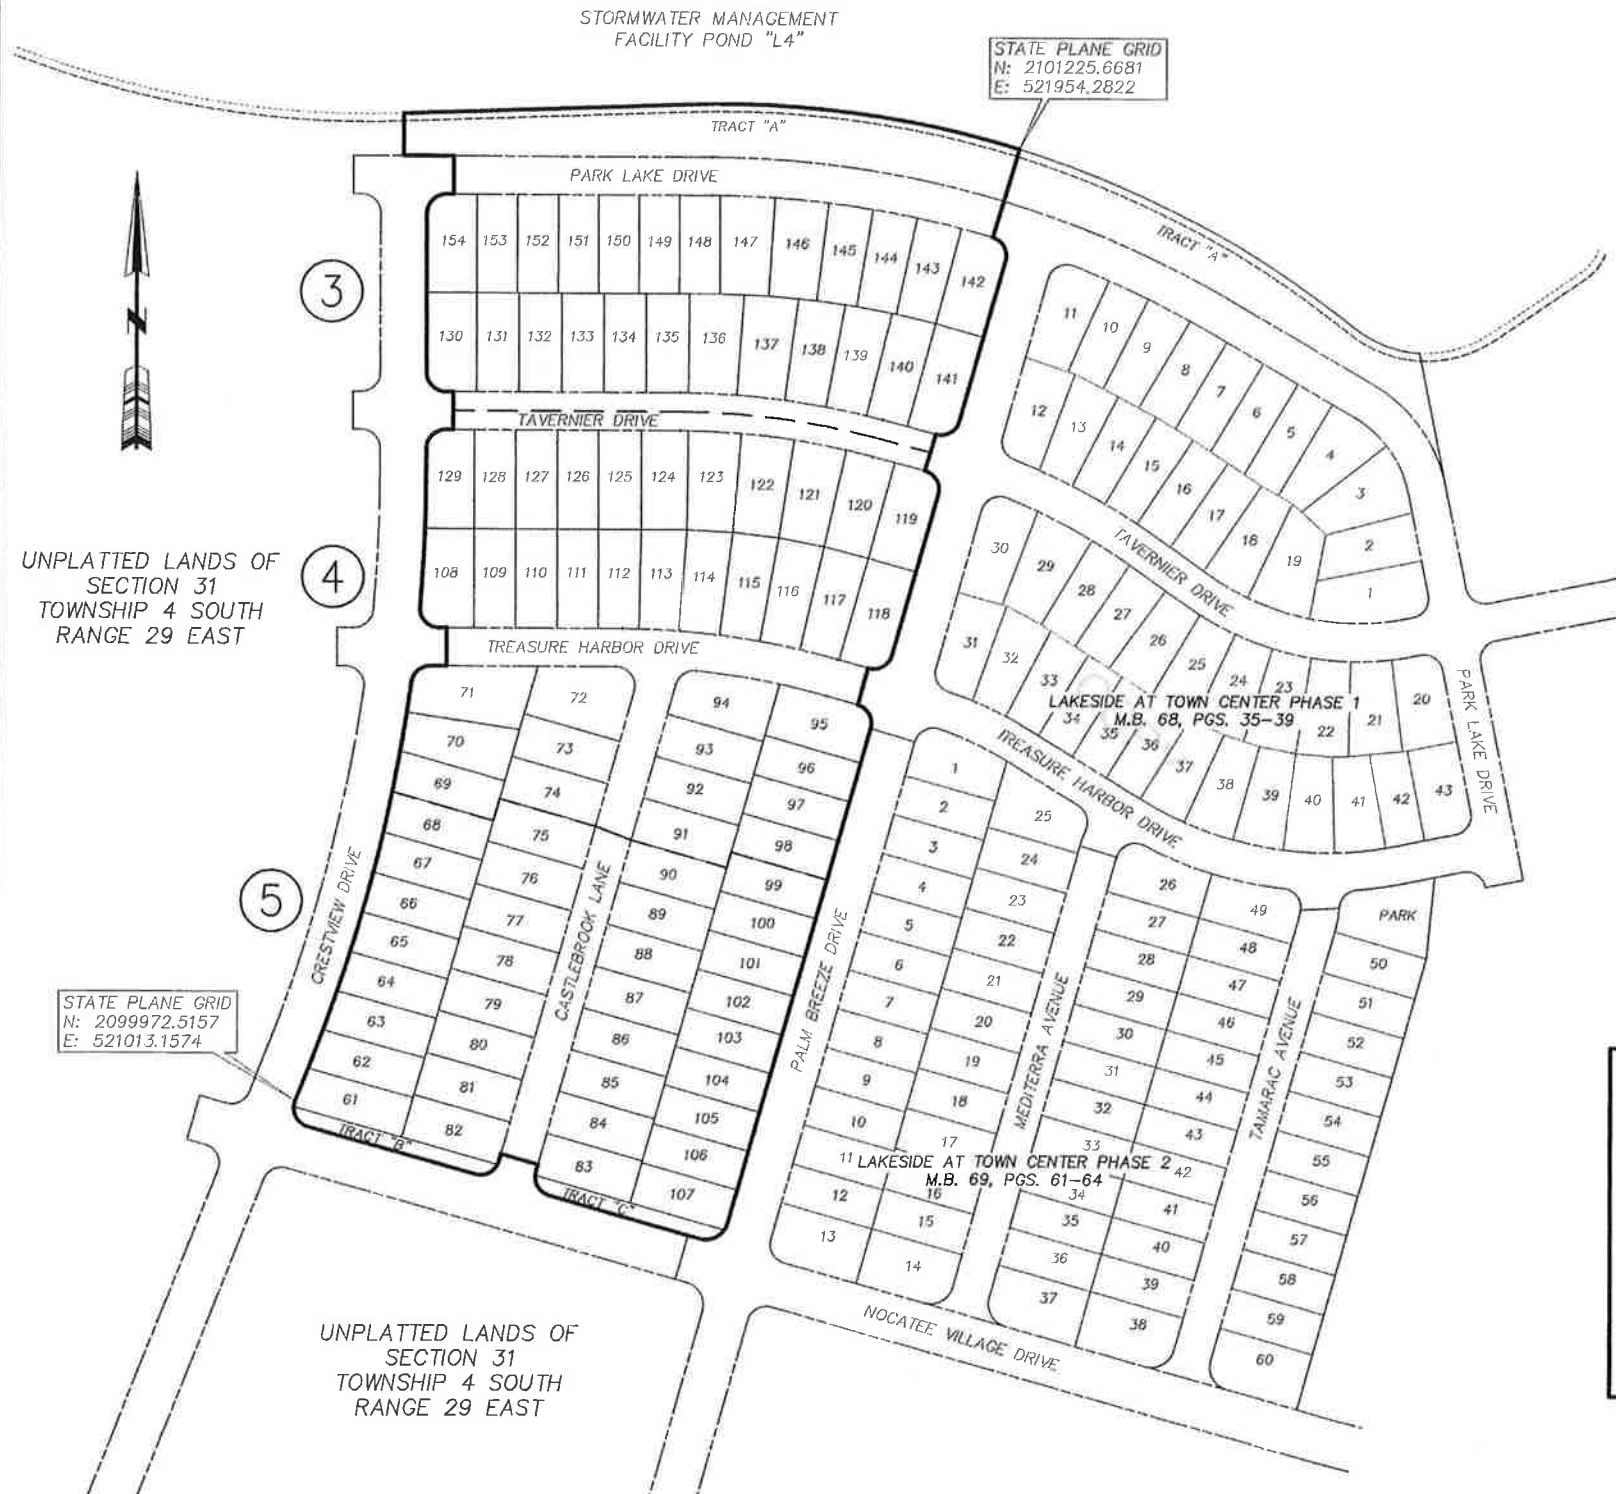 STORMWATER MANAGEMENT
FACILITY POND "L4"
STATE PLANE GRID
N: 2101225.6681
E: 521954.2822
TRACT "A"
PARK LAKE DRIVE
TRACT "A"
154 153 152 151 150 149 148 147 146 145 144 143 142
3
130 131 132 133 134 135 136 137 138 139 140 141
11 10 9 8 7 6 5 4 3 2 1
12 13 14 15 16 17 18 19
TAVERNIER DRIVE
129 128 127 126 125 124 123 122 121 120 119
4
108 109 110 111 112 113 114 115 116 117 118
UNPLATTED LANDS OF
SECTION 31
TOWNSHIP 4 SOUTH
RANGE 29 EAST
TAVERNIER DRIVE
30 29 28 27 26 25 24 23 22 21 20
31 32 33 34 35 36 37 38 39 40 41 42 43
LAKESIDE AT TOWN CENTER PHASE 1
M.B. 68, PGS. 35-39
PARK LAKE DRIVE
TREASURE HARBOR DRIVE
TREASURE HARBOR DRIVE
71 72 94 95
70 73 93 96
69 74 92 97
68 75 91 98
67 76 90 99
66 77 89 100
65 78 88 101
64 79 87 102
63 80 86 103
62 81 85 104
61 82 84 105
83 106
107
5
CRESTVIEW DRIVE
CASTLEBROOK LANE
PALM BREEZE DRIVE
MEDITERRA AVENUE
TAMARAC AVENUE
STATE PLANE GRID
N: 2099972.5157
E: 521013.1574
TRACT "B"
TRACT "C"
1 2 3 4 5 6 7 8 9 10 11 12 13
25 24 23 22 21 20 19 18 17 16 15 14
26 27 28 29 30 31 32 33 34 35 36 37
49 48 47 46 45 44 43 42 41 40 39 38
PARK
50 51 52 53 54 55 56 57 58 59 60
LAKESIDE AT TOWN CENTER PHASE 2
M.B. 69, PGS. 61-64
NOCATEE VILLAGE DRIVE
UNPLATTED LANDS OF
SECTION 31
TOWNSHIP 4 SOUTH
RANGE 29 EAST